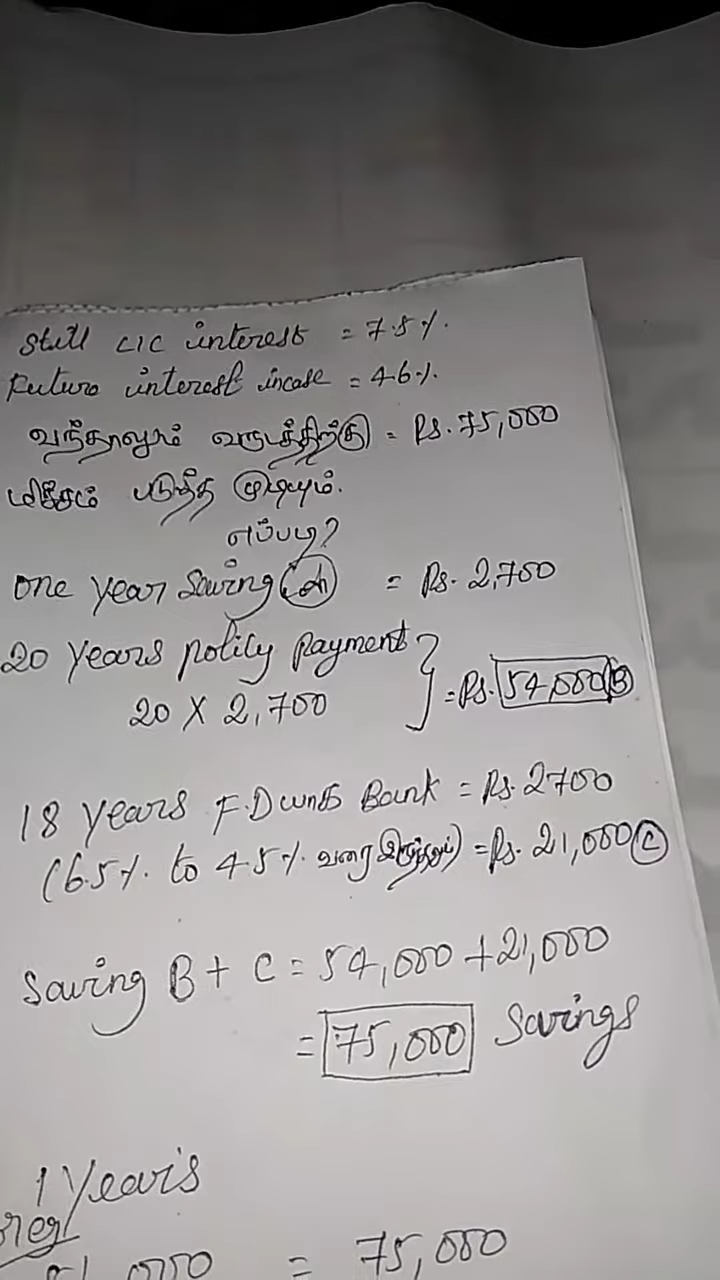 Still LIC interest = 7.5%.
Future interest incase = 4.6%.
வந்தாலும் வருடத்திற்கு = Rs. 75,000
மிச்சம் படுத்த முடியும்.
எப்படி?
One year Saving = Rs. 2,700
20 years policy payment
20 X 2,700 } = Rs. 54,000 B
18 years F.D Bank = Rs. 2700
(6.5%. to 4.5%. வரை இருந்தால்) = Rs. 21,000 C
Saving B + C = 54,000 + 21,000
= 75,000 Savings
1 Year's
= 75,000